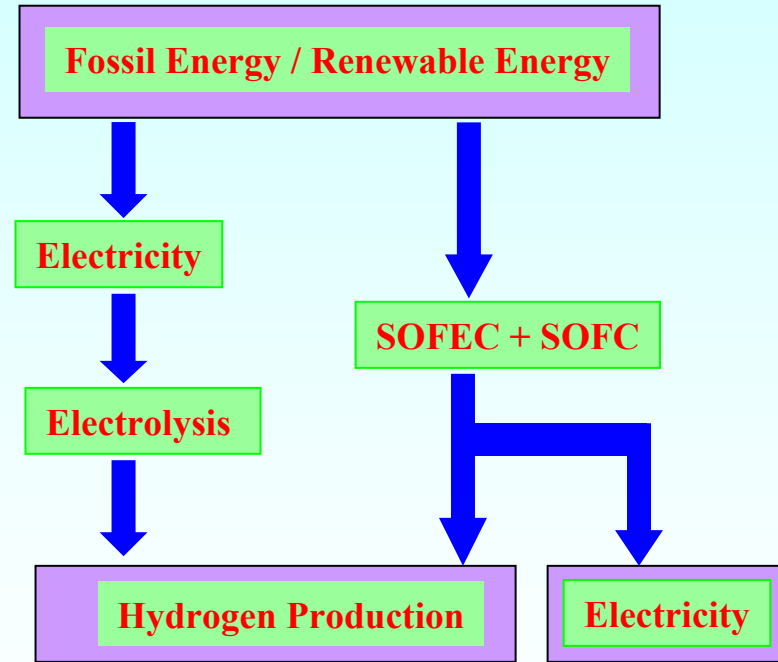 Fossil Energy / Renewable Energy
Electricity
SOFEC + SOFC
Electrolysis
Hydrogen Production
Electricity